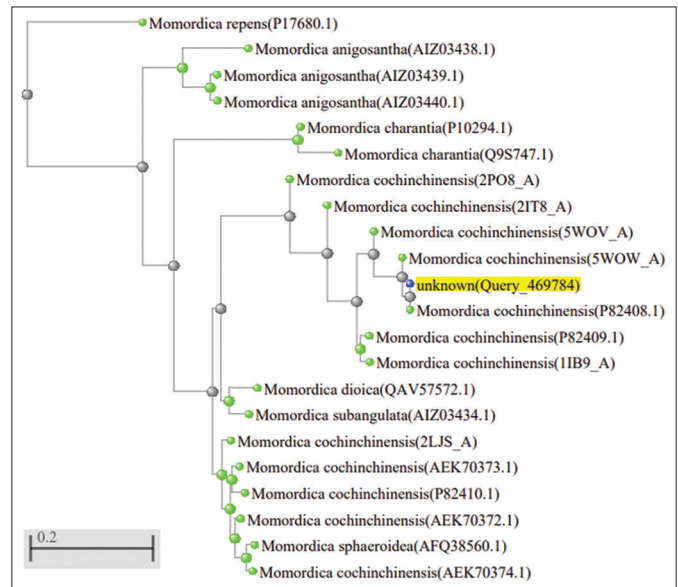 Momordica repens(P17680.1)
Momordica anigosantha(AIZ03438.1)
Momordica anigosantha(AIZ03439.1)
Momordica anigosantha(AIZ03440.1)
Momordica charantia(P10294.1)
Momordica charantia(Q9S747.1)
Momordica cochinchinensis(2PO8_A)
Momordica cochinchinensis(2IT8_A)
Momordica cochinchinensis(5WOV_A)
Momordica cochinchinensis(5WOW_A)
unknown(Query_469784)
Momordica cochinchinensis(P82408.1)
Momordica cochinchinensis(P82409.1)
Momordica cochinchinensis(1IB9_A)
Momordica dioica(QAV57572.1)
Momordica subangulata(AIZ03434.1)
Momordica cochinchinensis(2LJS_A)
Momordica cochinchinensis(AEK70373.1)
Momordica cochinchinensis(P82410.1)
Momordica cochinchinensis(AEK70372.1)
Momordica sphaeroidea(AFQ38560.1)
Momordica cochinchinensis(AEK70374.1)
0.2